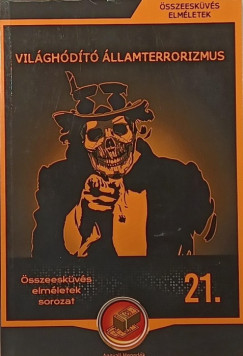 ÖSSZEESKÜVÉS
ELMÉLETEK
VILÁGHÓDÍTÓ ÁLLAMTERRORIZMUS
Összeesküvés
elméletek
sorozat
21.